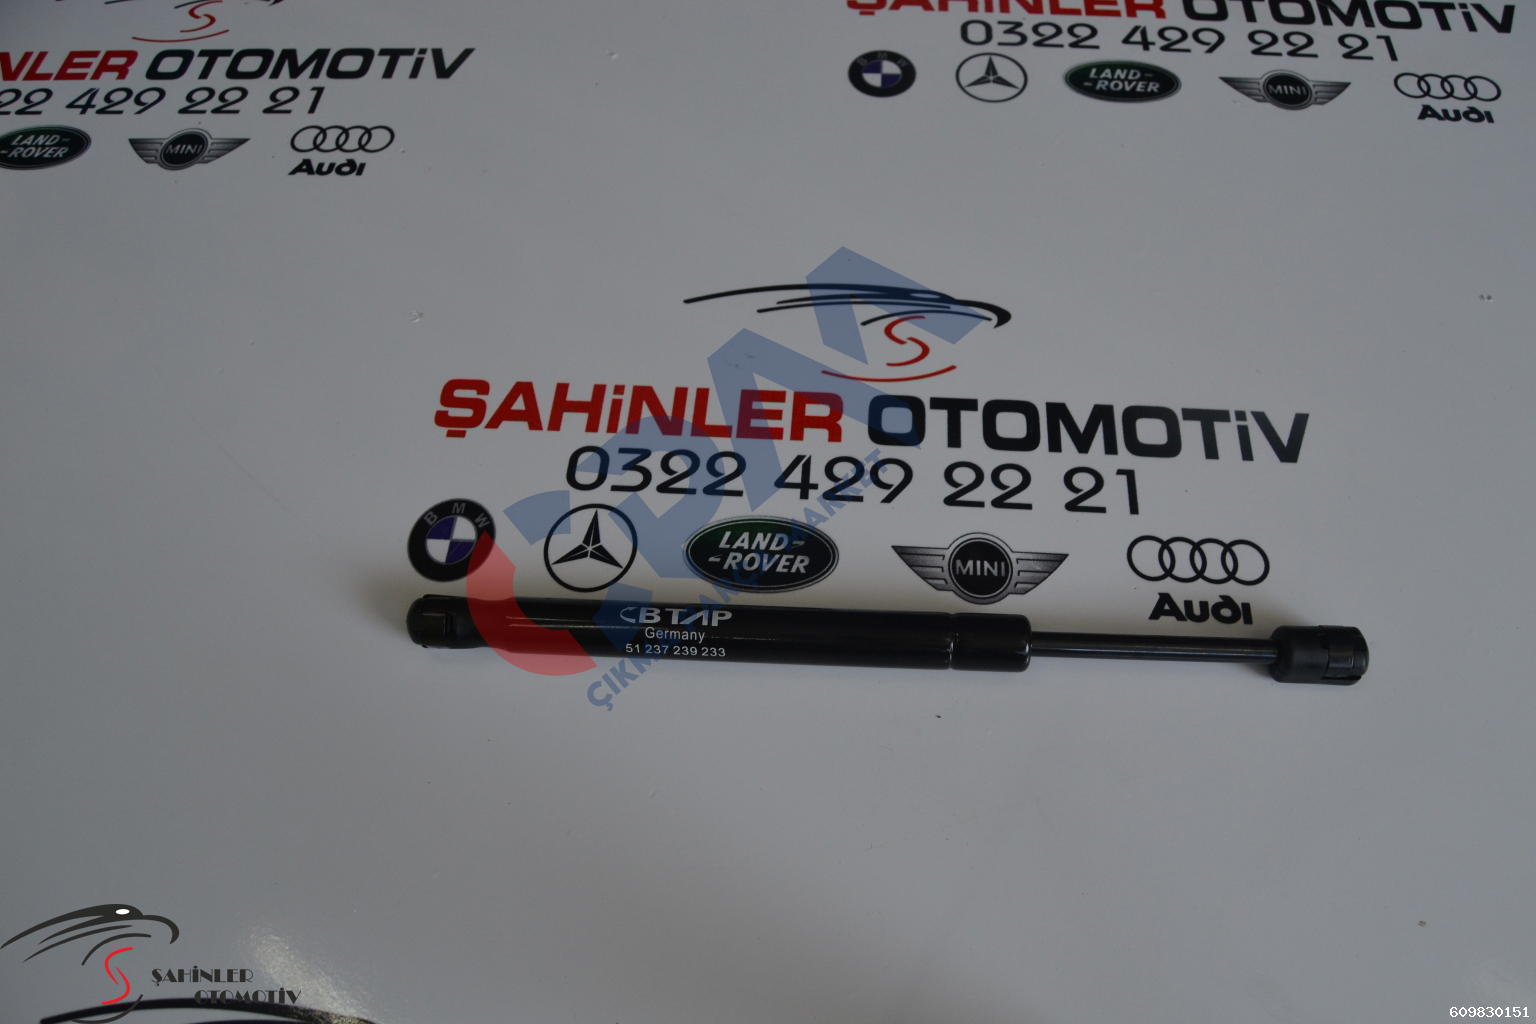 NLER OTOMOTİV
22 429 22 21
LAND-
-ROVER
MINI
Audi
ŞAHİNLER OTOMOTİV
0322 429 22 21
BMW
LAND-
-ROVER
MINI
Audi
ŞAHİNLER OTOMOTİV
0322 429 22 21
BMW
LAND-
-ROVER
MINI
Audi
BTAP
Germany
51 237 239 233
ŞAHİNLER
OTOMOTİV
609830151